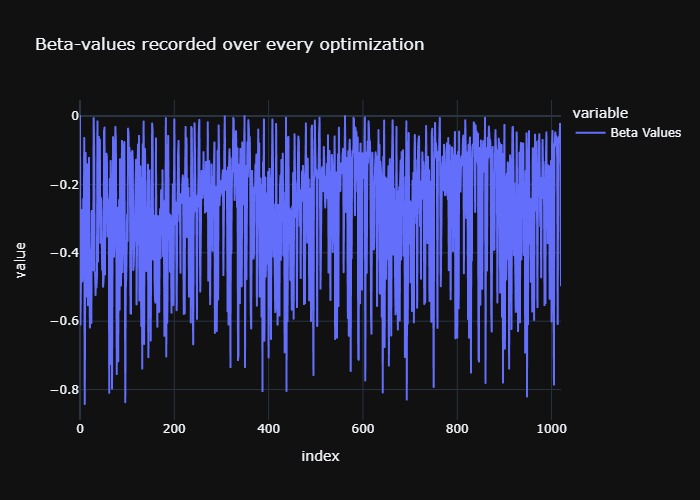 Beta-values recorded over every optimization
variable
Beta Values
0
−0.2
−0.4
−0.6
−0.8
value
0
200
400
600
800
1000
index